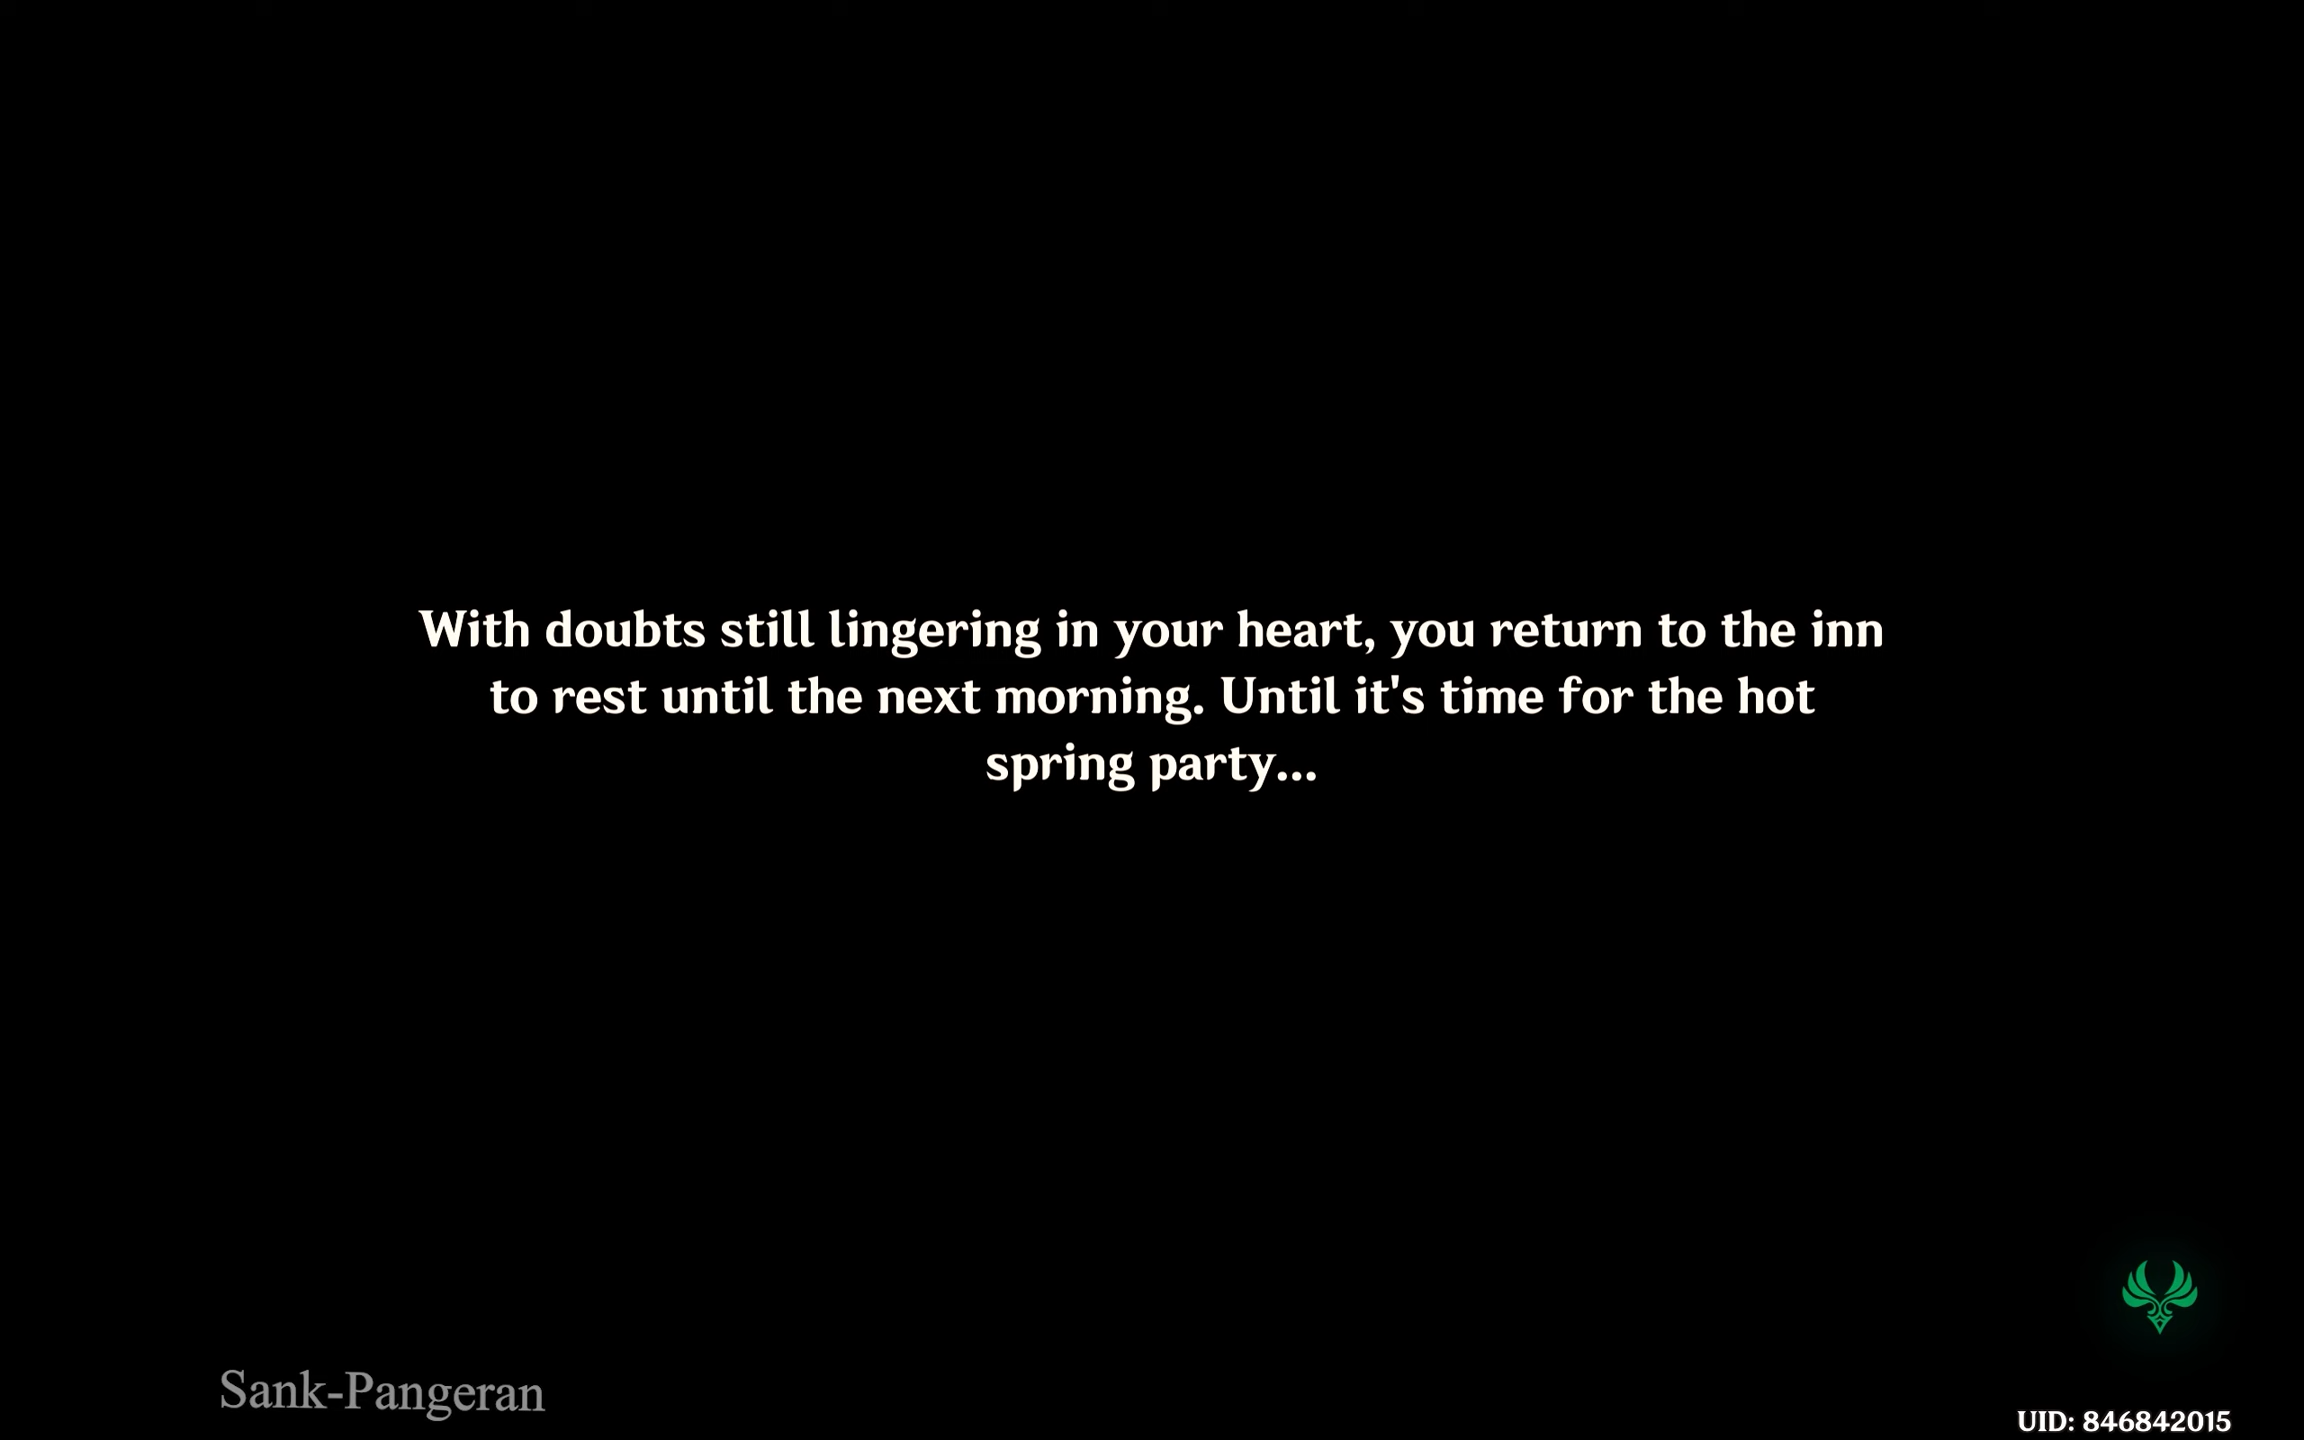 With doubts still lingering in your heart, you return to the inn
to rest until the next morning. Until it's time for the hot
spring party...
Sank-Pangeran
UID: 846842015